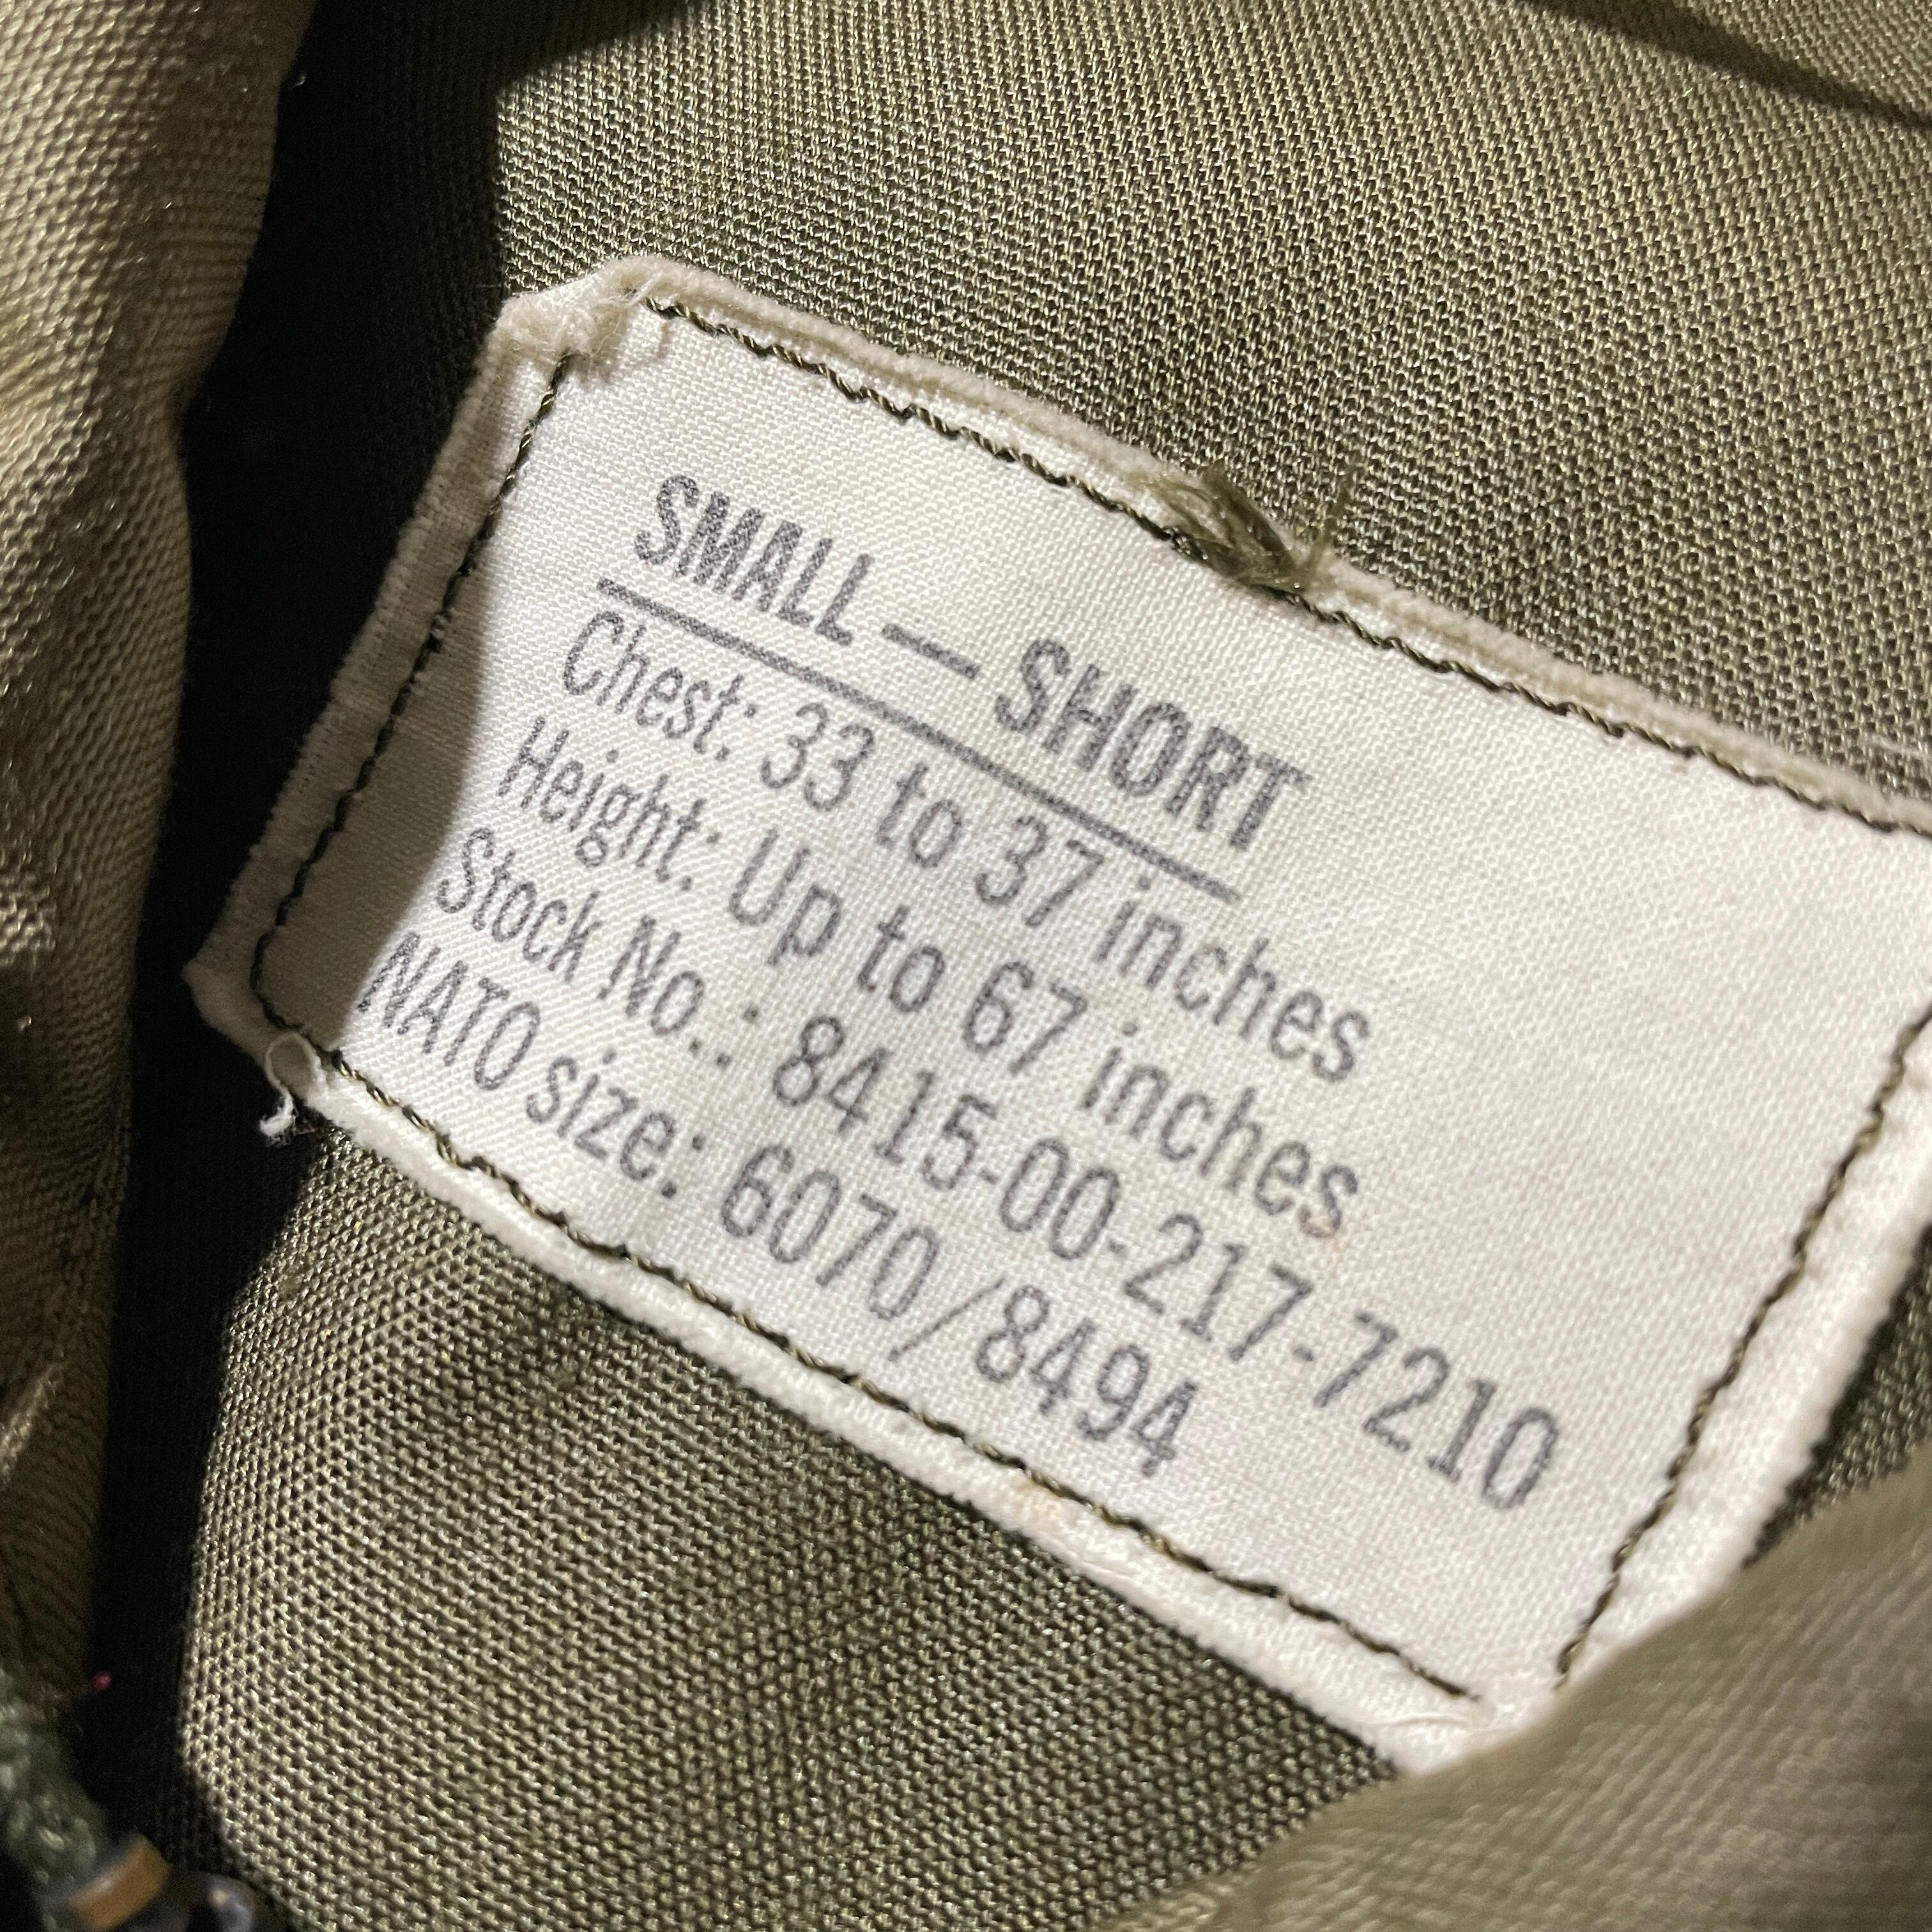 SMALL — SHORT
Chest: 33 to 37 inches
Height: Up to 67 inches
Stock No.: 8415-00-217-7210
NATO size: 6070/8494